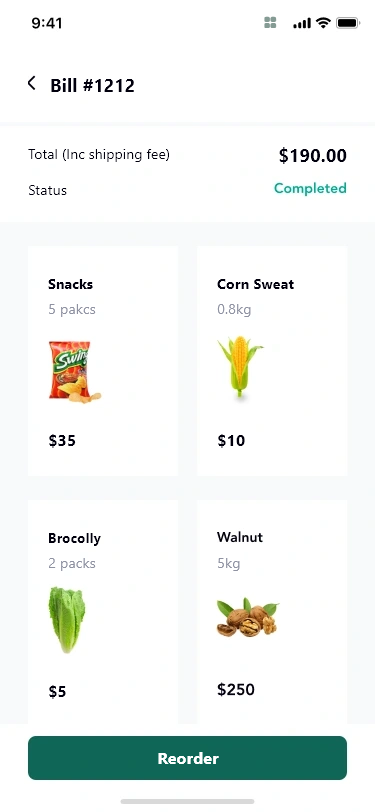 9:41
Bill #1212
Total (Inc shipping fee)
$190.00
Status
Completed
Snacks
5 pakcs
Swing
$35
Corn Sweat
0.8kg
$10
Brocolly
2 packs
$5
Walnut
5kg
$250
Reorder